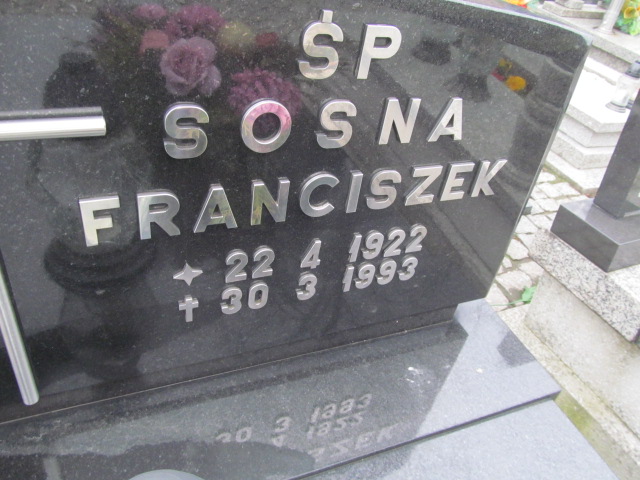 ŚP
SOSNA
FRANCISZEK
✦ 22 4 1922
✝ 30 3 1993